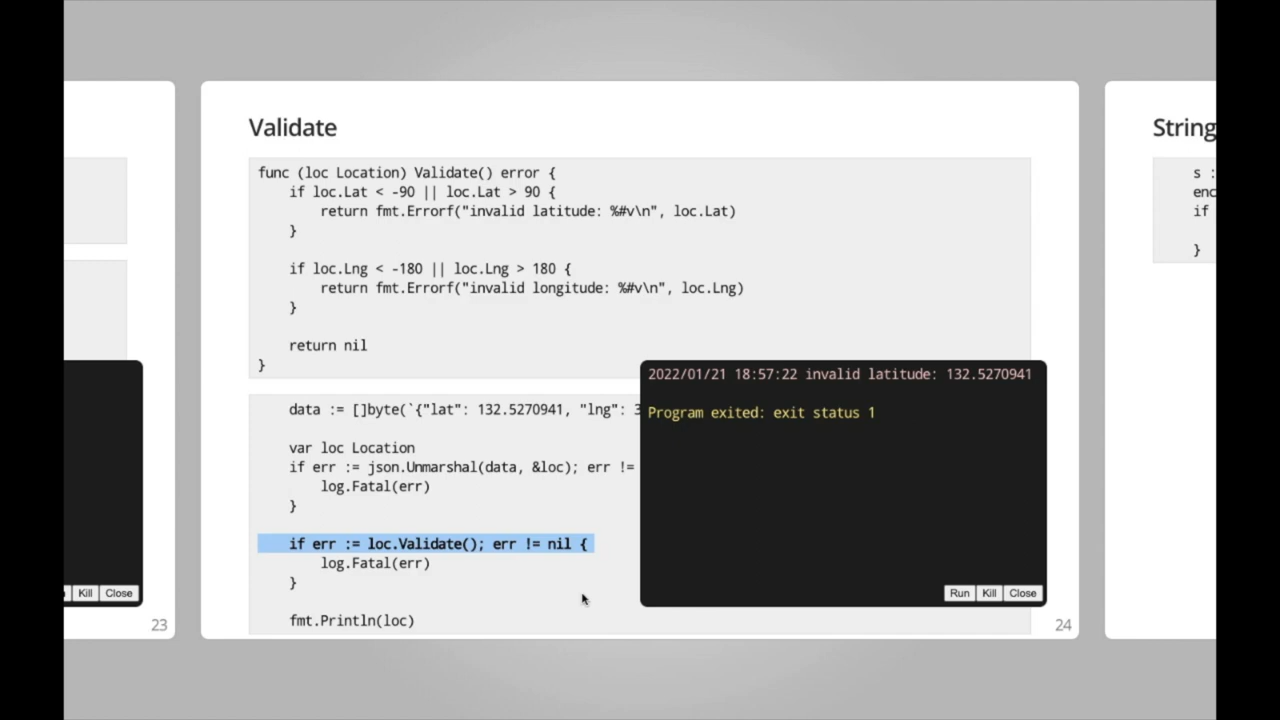 Validate
func (loc Location) Validate() error {
if loc.Lat < -90 || loc.Lat > 90 {
return fmt.Errorf("invalid latitude: %#v\n", loc.Lat)
}
if loc.Lng < -180 || loc.Lng > 180 {
return fmt.Errorf("invalid longitude: %#v\n", loc.Lng)
}
return nil
}
data := []byte(`{"lat": 132.5270941, "lng": 3
var loc Location
if err := json.Unmarshal(data, &loc); err !=
log.Fatal(err)
}
if err := loc.Validate(); err != nil {
log.Fatal(err)
}
fmt.Println(loc)
2022/01/21 18:57:22 invalid latitude: 132.5270941
Program exited: exit status 1
Run Kill Close
24
Kill Close
23
String
s :
enc
if
}